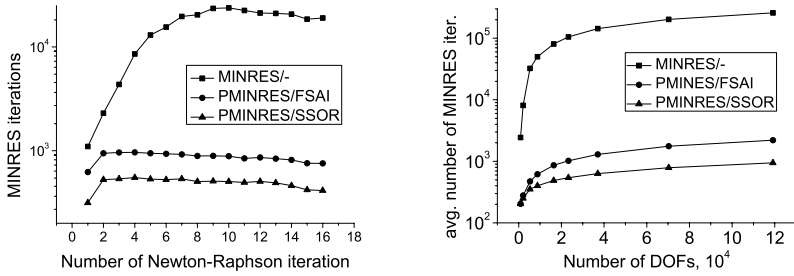 MINRES iterations
10^4
10^3
MINRES/-
PMINRES/FSAI
PMINRES/SSOR
0 2 4 6 8 10 12 14 16 18
Number of Newton-Raphson iteration
avg. number of MINRES iter.
10^5
10^4
10^3
10^2
MINRES/-
PMINES/FSAI
PMINRES/SSOR
0 2 4 6 8 10 12
Number of DOFs, 10^4